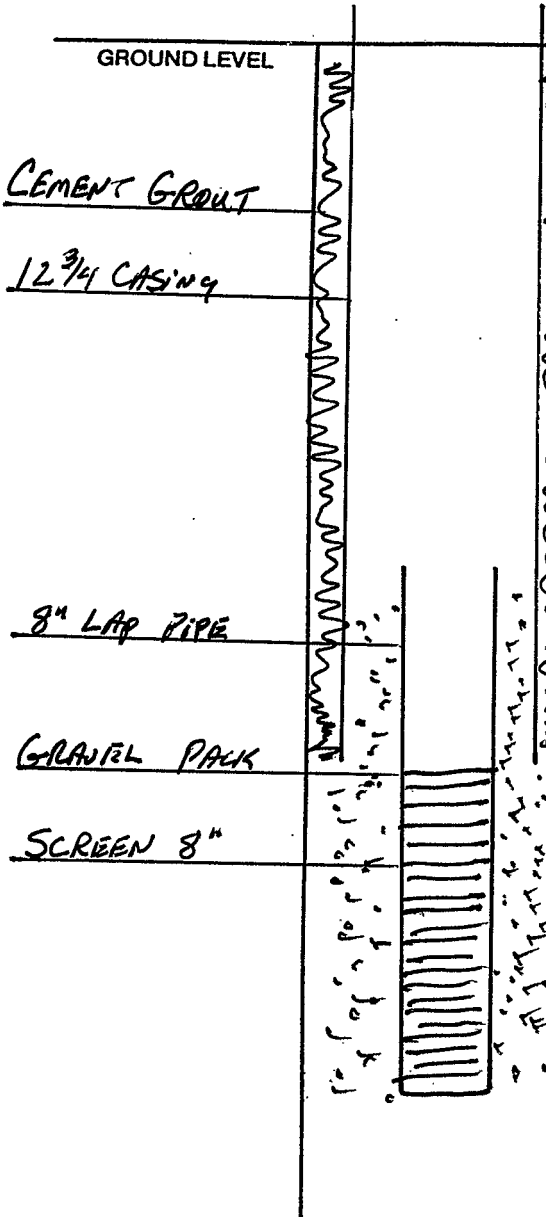 GROUND LEVEL
CEMENT GROUT
12 3/4 CASING
8" LAP PIPE
GRAVEL PACK
SCREEN 8"